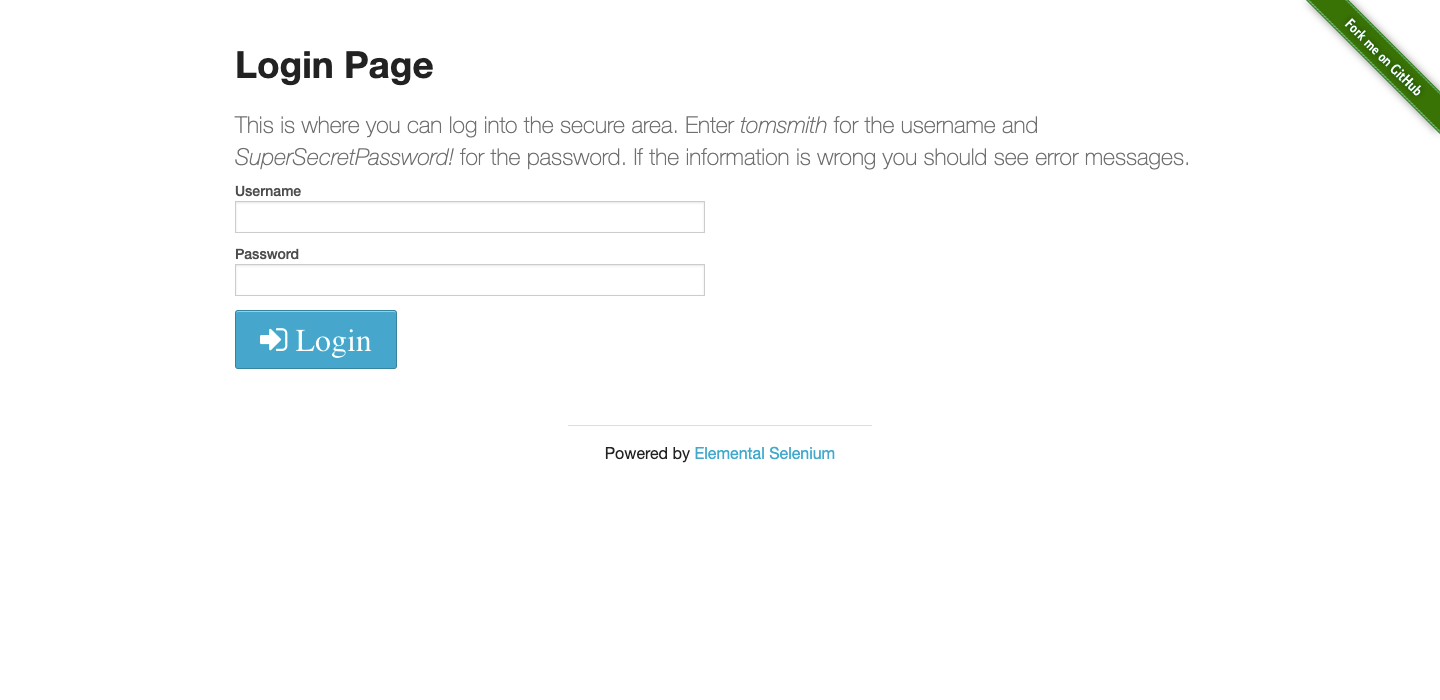 Fork me on GitHub
Login Page
This is where you can log into the secure area. Enter tomsmith for the username and
SuperSecretPassword! for the password. If the information is wrong you should see error messages.
Username
Password
Login
Powered by Elemental Selenium